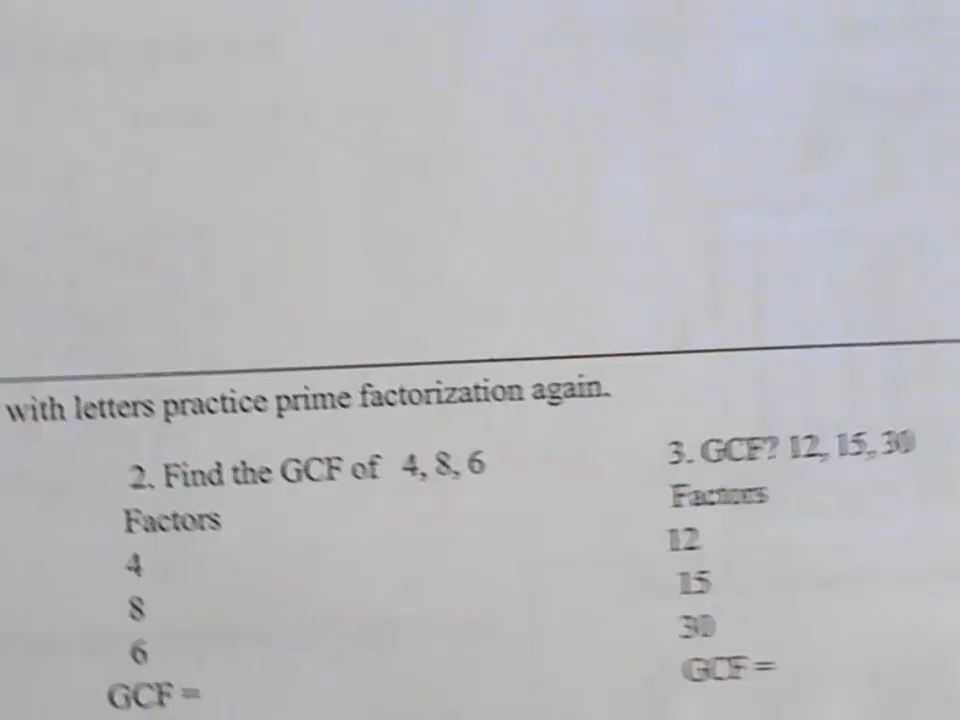 with letters practice prime factorization again.
2. Find the GCF of 4, 8, 6
Factors
4
8
6
GCF =
3. GCF? 12, 15, 30
Factors
12
15
30
GCF =